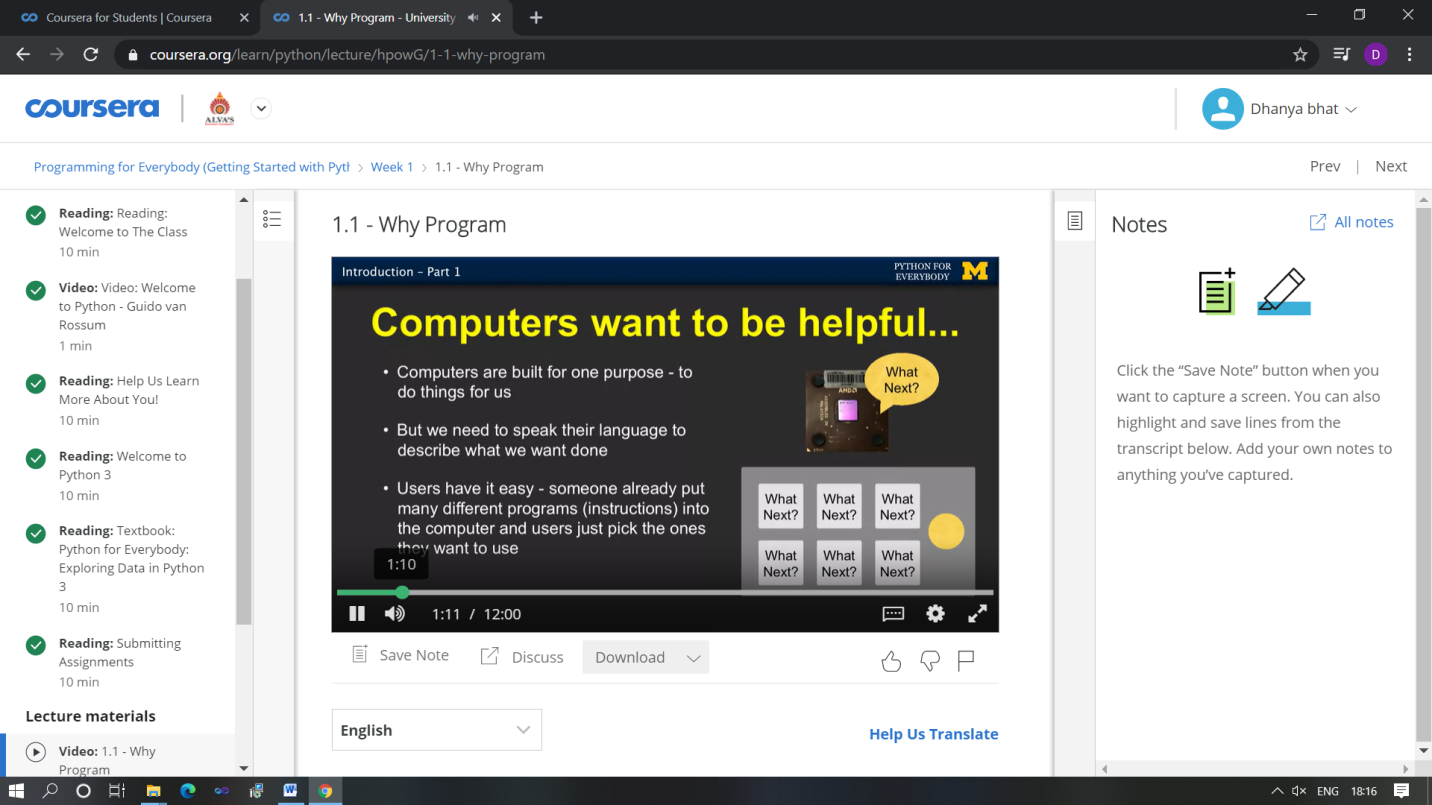 Coursera for Students | Coursera
1.1 - Why Program - University
coursera.org/learn/python/lecture/hpowG/1-1-why-program
D
coursera
ALVA'S
Dhanya bhat
Programming for Everybody (Getting Started with Pyth
Week 1
1.1 - Why Program
Prev | Next
Reading: Reading:
Welcome to The Class
10 min
Video: Video: Welcome
to Python - Guido van
Rossum
1 min
Reading: Help Us Learn
More About You!
10 min
Reading: Welcome to
Python 3
10 min
Reading: Textbook:
Python for Everybody:
Exploring Data in Python
3
10 min
Reading: Submitting
Assignments
10 min
Lecture materials
Video: 1.1 - Why
Program
1.1 - Why Program
Introduction – Part 1
PYTHON FOR
EVERYBODY
M
Computers want to be helpful...
• Computers are built for one purpose - to
do things for us
• But we need to speak their language to
describe what we want done
• Users have it easy - someone already put
many different programs (instructions) into
the computer and users just pick the ones
they want to use
What
Next?
AMD
What
Next?
What
Next?
What
Next?
What
Next?
What
Next?
What
Next?
1:10
1:11 / 12:00
Save Note
Discuss
Download
English
Help Us Translate
Notes
All notes
Click the “Save Note” button when you
want to capture a screen. You can also
highlight and save lines from the
transcript below. Add your own notes to
anything you’ve captured.
ENG
18:16